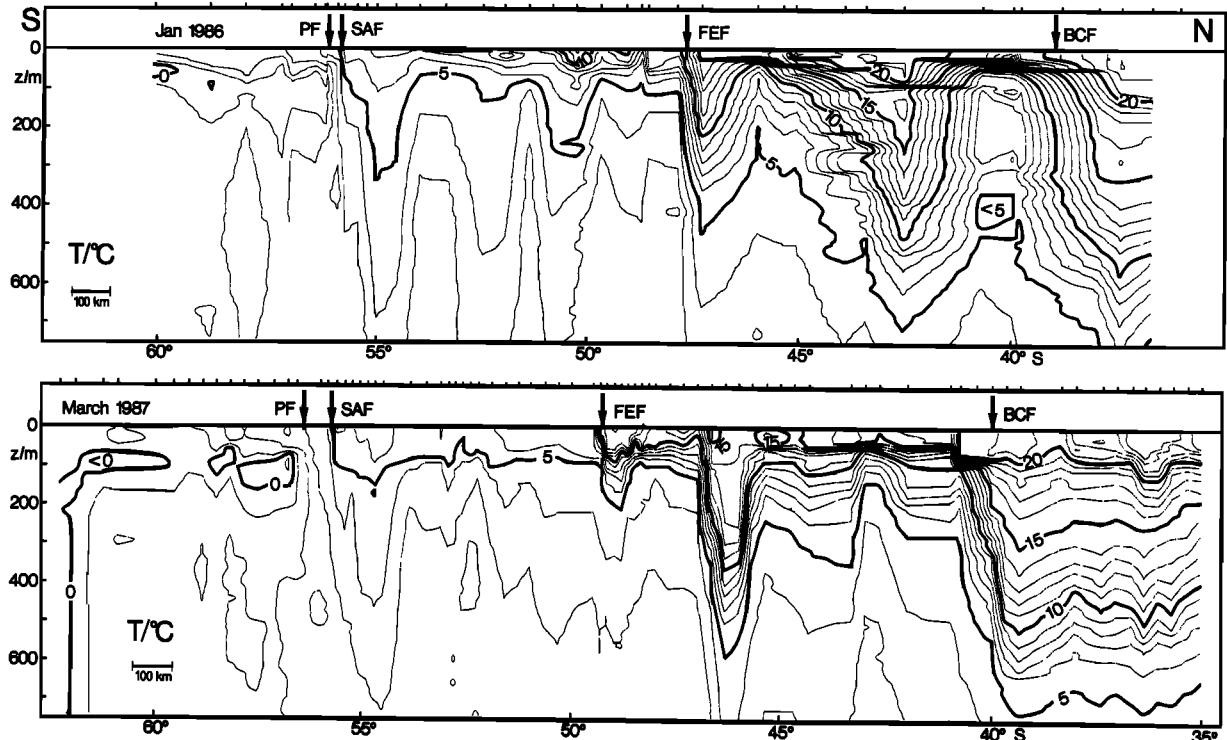 S Jan 1986 PF SAF FEF BCF N
0
z/m
200
400
600
-0 5 10 20 15 10 5 <5 20
T/°C
100 km
60° 55° 50° 45° 40° S
March 1987 PF SAF FEF BCF
0
z/m
200
400
600
<0 0 0 5 15 20 15 10 5
T/°C
100 km
60° 55° 50° 45° 40° S 35°